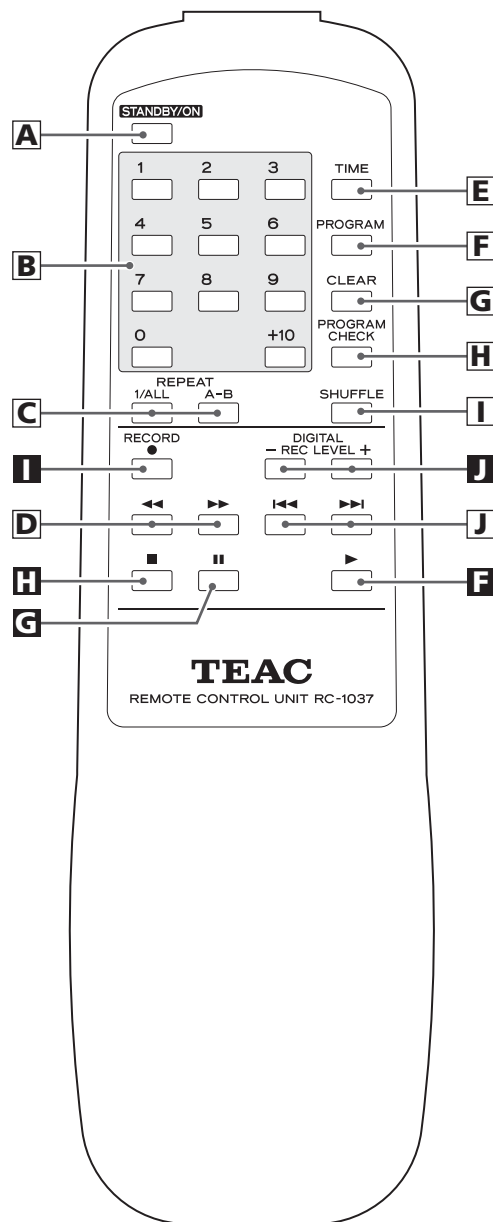 STANDBY/ON
A
1 2 3 TIME
E
4 5 6 PROGRAM
F
B
7 8 9 CLEAR
G
0 +10 PROGRAM
CHECK
H
REPEAT
1/ALL A-B SHUFFLE
C
I
RECORD DIGITAL
● − REC LEVEL +
I J
◀◀ ▶▶ I◀◀ ▶▶I
D J
■ II ▶
H F
G
TEAC
REMOTE CONTROL UNIT RC-1037